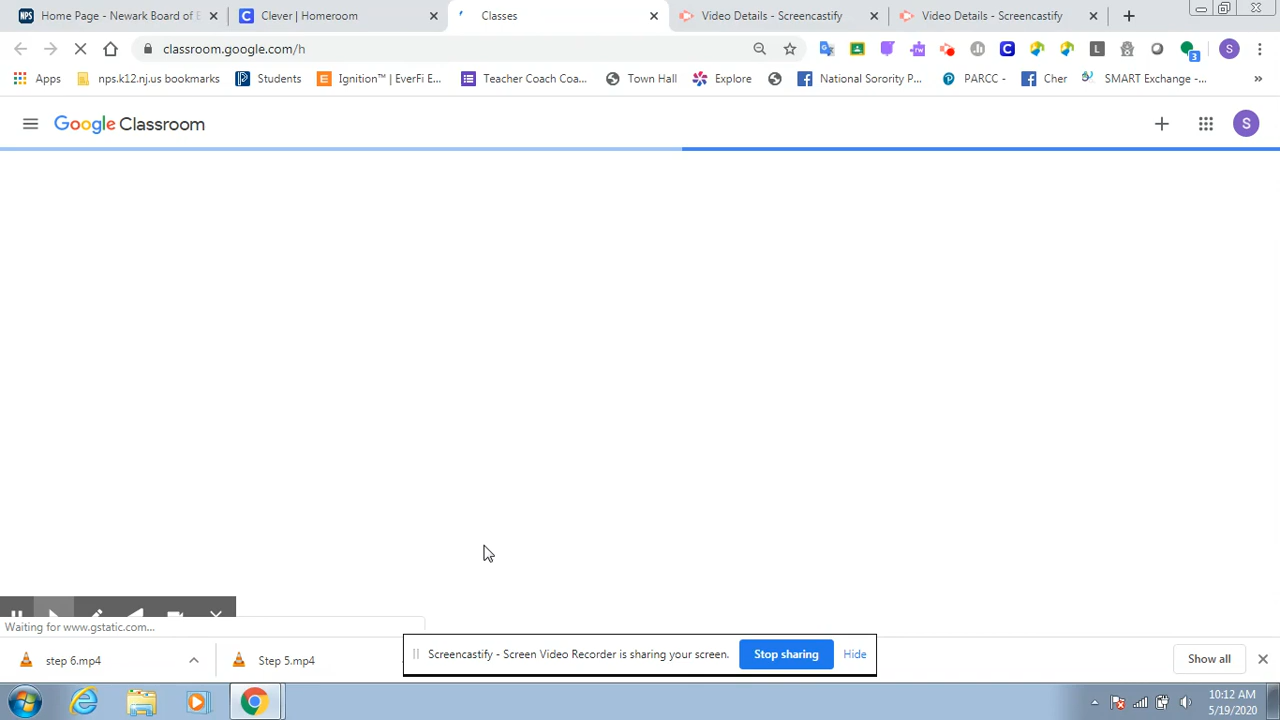 NPS Home Page - Newark Board of E
C Clever | Homeroom
Classes
Video Details - Screencastify
Video Details - Screencastify
classroom.google.com/h
L
3
S
Apps
nps.k12.nj.us bookmarks
Students
Ignition™ | EverFi E...
Teacher Coach Coa...
Town Hall
Explore
National Sorority P...
PARCC -
Cher
SMART Exchange -...
»
Google Classroom
S
Waiting for www.gstatic.com...
Screencastify - Screen Video Recorder is sharing your screen.
Stop sharing
Hide
step 6.mp4
Step 5.mp4
Show all
10:12 AM
5/19/2020